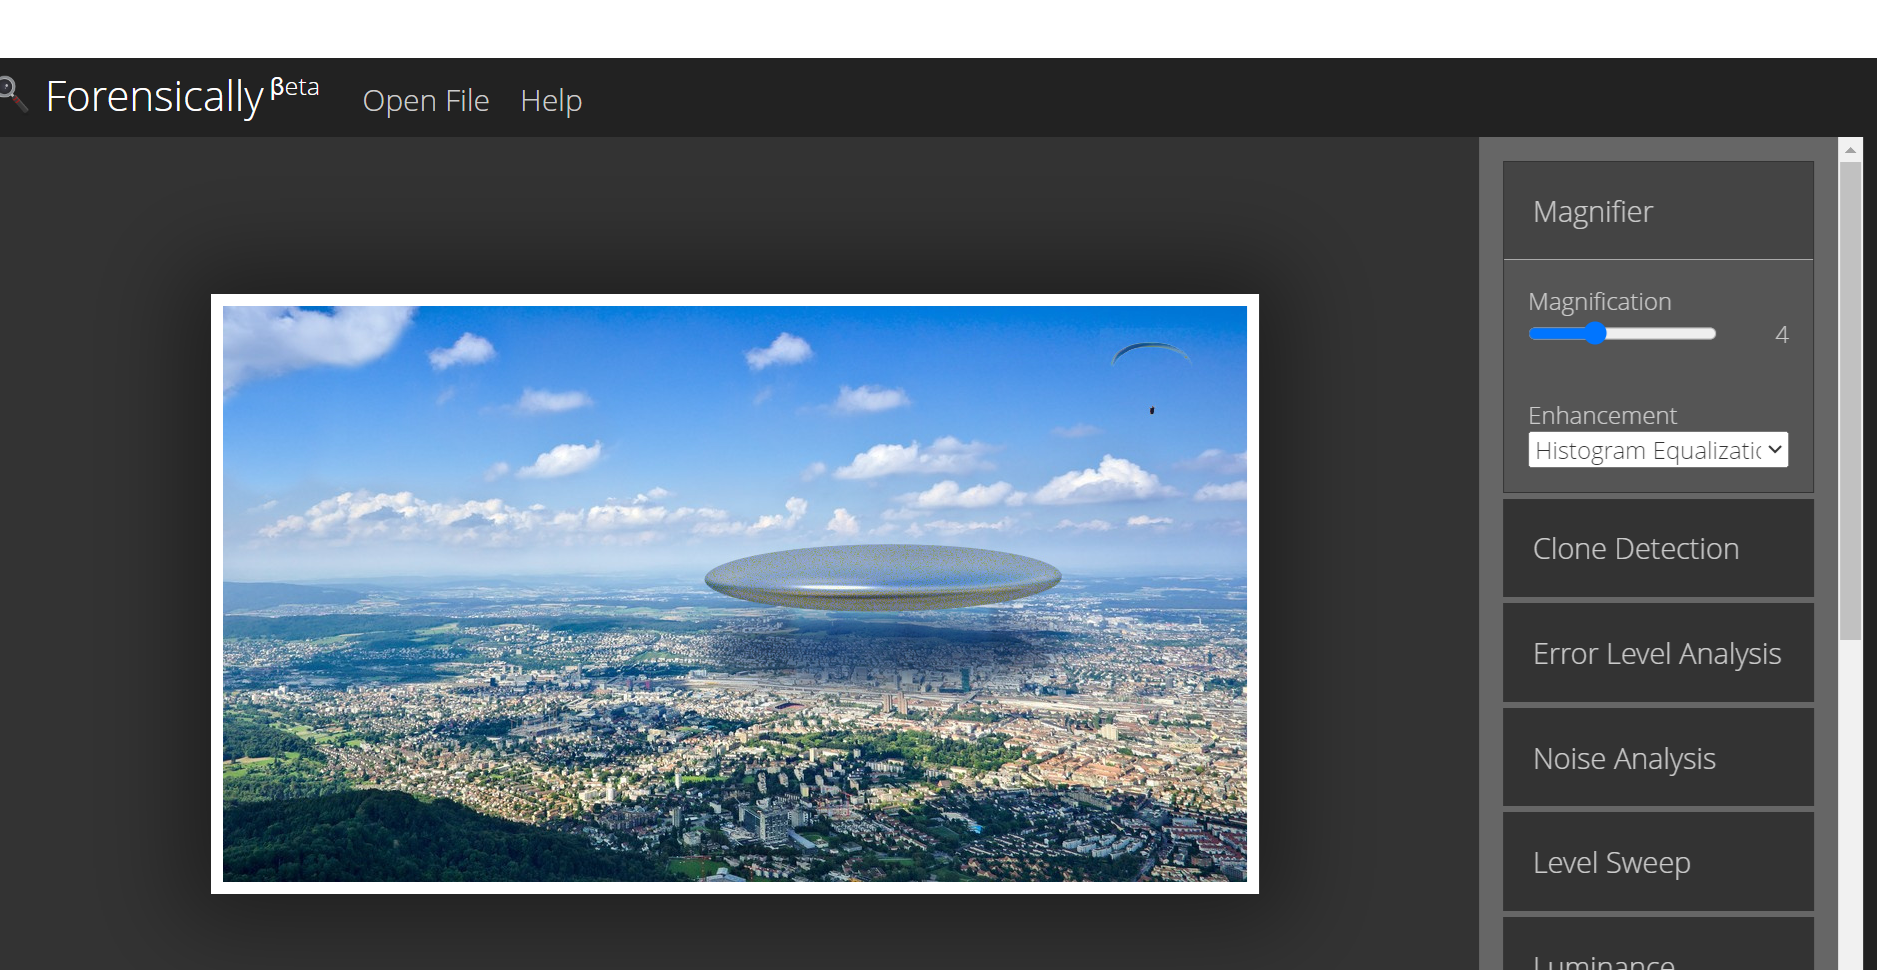 Forensically βeta
Open File
Help
Magnifier
Magnification
4
Enhancement
Histogram
Clone Detection
Error Level Analysis
Noise Analysis
Level Sweep
Luminance